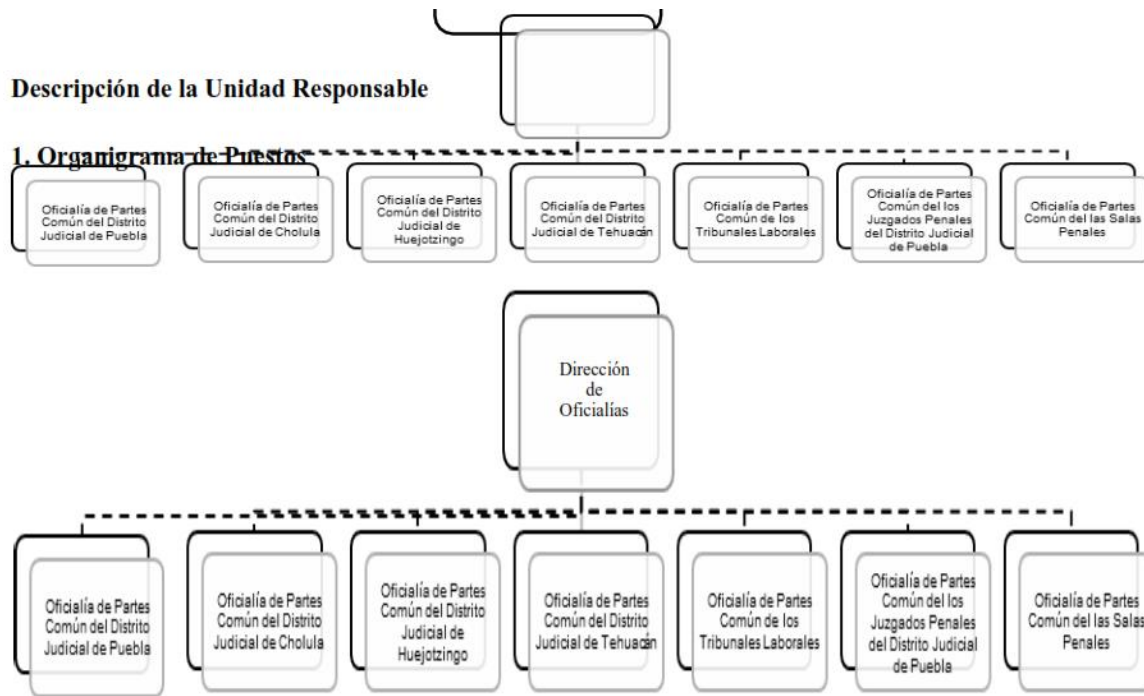 Descripción de la Unidad Responsable
1. Organigrama de Puestos
Oficialía de Partes
Común del Distrito
Judicial de Puebla
Oficialía de Partes
Común del Distrito
Judicial de Cholula
Oficialía de Partes
Común del Distrito
Judicial de
Huejotzingo
Oficialía de Partes
Común del Distrito
Judicial de Tehuacán
Oficialía de Partes
Común de los
Tribunales Laborales
Oficialía de Partes
Común del los
Juzgados Penales
del Distrito Judicial
de Puebla
Oficialía de Partes
Común del las Salas
Penales
Dirección
de
Oficialías
Oficialía de Partes
Común del Distrito
Judicial de Puebla
Oficialía de Partes
Común del Distrito
Judicial de Cholula
Oficialía de Partes
Común del Distrito
Judicial de
Huejotzingo
Oficialía de Partes
Común del Distrito
Judicial de Tehuacán
Oficialía de Partes
Común de los
Tribunales Laborales
Oficialía de Partes
Común del los
Juzgados Penales
del Distrito Judicial
de Puebla
Oficialía de Partes
Común del las Salas
Penales